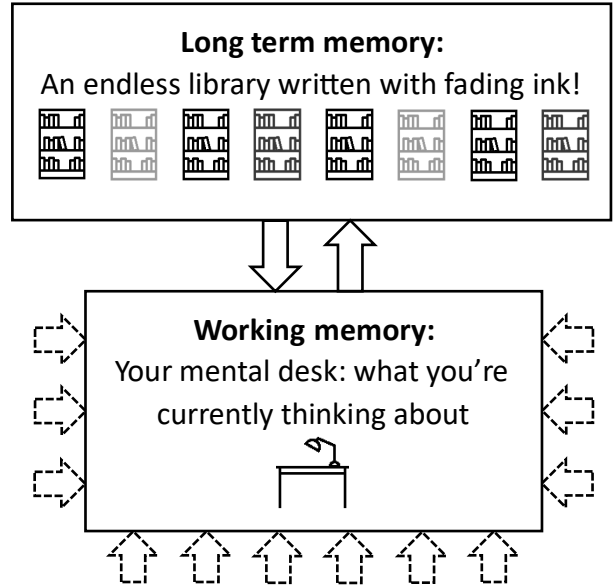 Long term memory:
An endless library written with fading ink!
Working memory:
Your mental desk: what you’re
currently thinking about